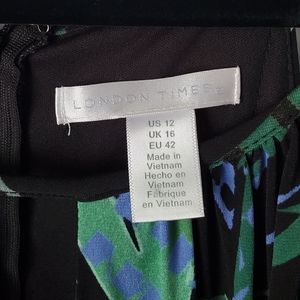 LONDON TIMES
US 12
UK 16
EU 42
Made in
Vietnam
Hecho en
Vietnam
Fabriqué
en Vietnam